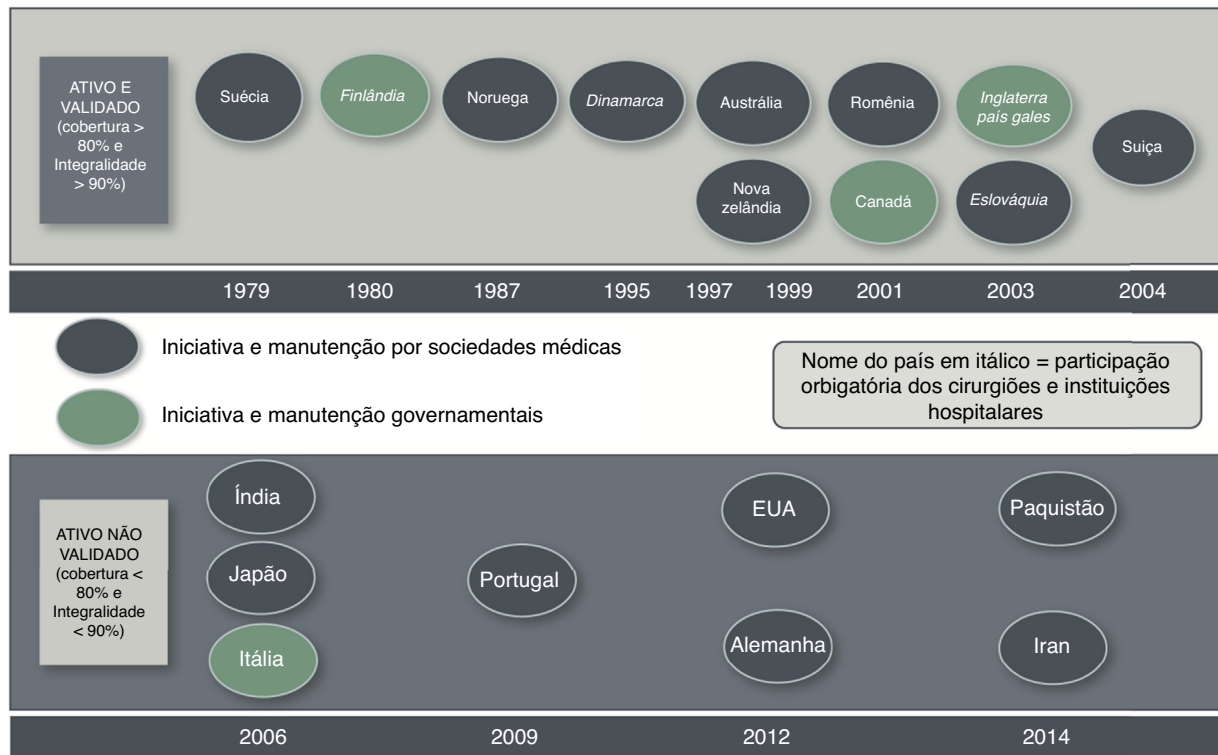 ATIVO E
VALIDADO
(cobertura >
80% e
Integralidade
> 90%)
Suécia
Finlândia
Noruega
Dinamarca
Austrália
Romênia
Inglaterra
país gales
Suiça
Nova
zelândia
Canadá
Eslováquia
1979 1980 1987 1995 1997 1999 2001 2003 2004
Iniciativa e manutenção por sociedades médicas
Iniciativa e manutenção governamentais
Nome do país em itálico = participação
orbigatória dos cirurgiões e instituições
hospitalares
ATIVO NÃO
VALIDADO
(cobertura <
80% e
Integralidade
< 90%)
Índia
EUA
Paquistão
Japão
Portugal
Itália
Alemanha
Iran
2006 2009 2012 2014